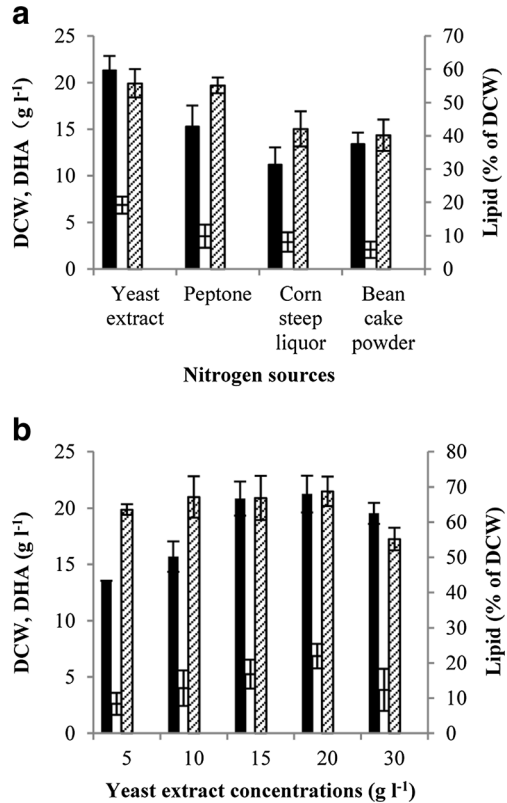 a
DCW, DHA (g l-1)
25
20
15
10
5
0
70
60
50
40
30
20
10
0
Lipid (% of DCW)
Yeast extract
Peptone
Corn steep liquor
Bean cake powder
Nitrogen sources
b
DCW, DHA (g l-1)
25
20
15
10
5
0
80
70
60
50
40
30
20
10
0
Lipid (% of DCW)
5 10 15 20 30
Yeast extract concentrations (g l-1)